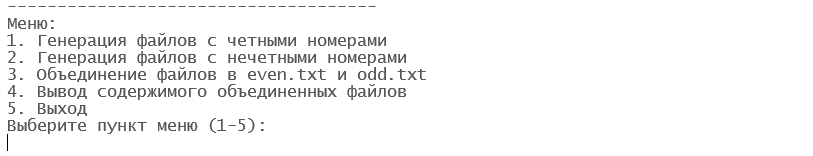 -------------------------------------
Меню:
1. Генерация файлов с четными номерами
2. Генерация файлов с нечетными номерами
3. Объединение файлов в even.txt и odd.txt
4. Вывод содержимого объединенных файлов
5. Выход
Выберите пункт меню (1-5):